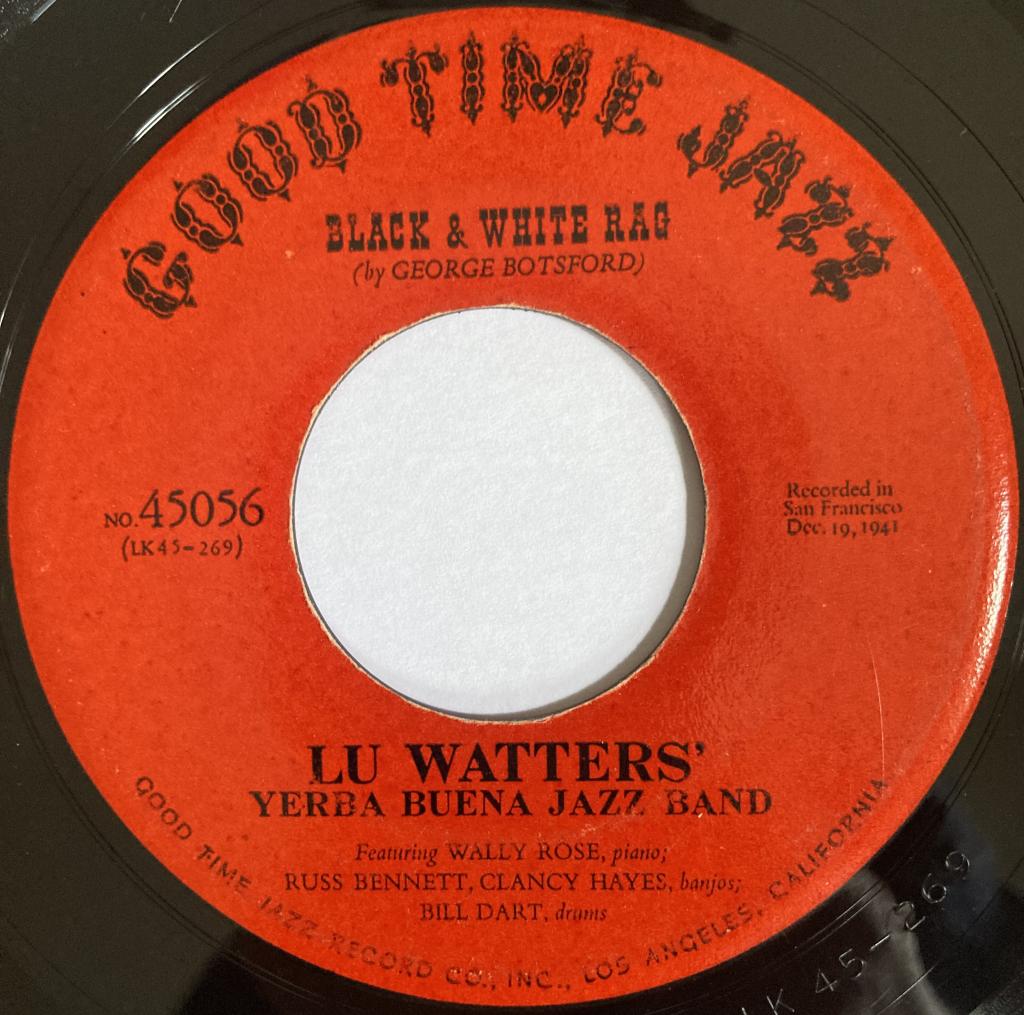 GOOD TIME JAZZ
BLACK & WHITE RAG
(by GEORGE BOTSFORD)
NO. 45056
(LK45-269)
Recorded in
San Francisco
Dec. 19, 1941
LU WATTERS'
YERBA BUENA JAZZ BAND
Featuring WALLY ROSE, piano;
RUSS BENNETT, CLANCY HAYES, banjos;
BILL DART, drums
GOOD TIME JAZZ RECORD CO., INC., LOS ANGELES, CALIFORNIA
LK 45-269